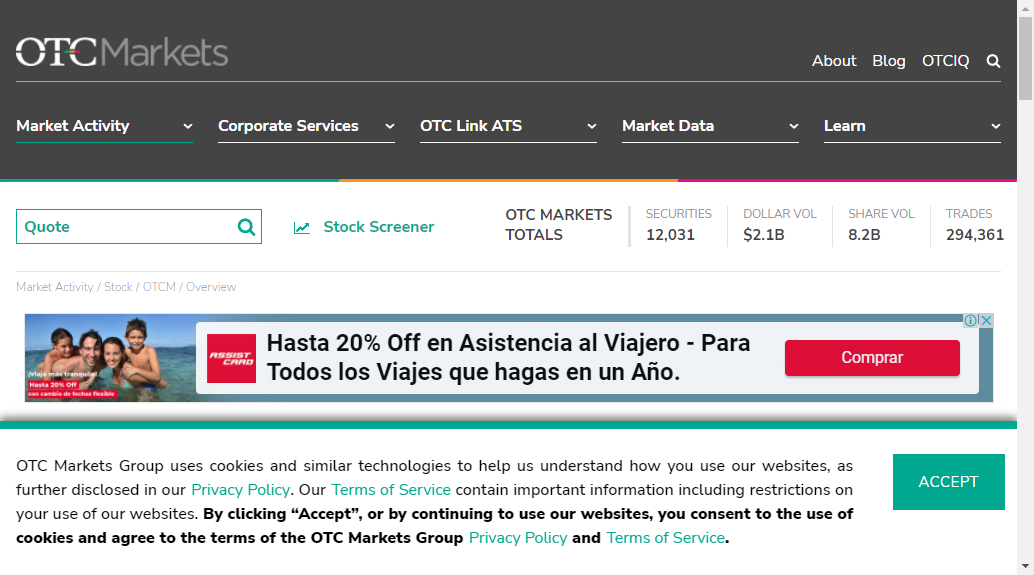 OTC Markets
About Blog OTCIQ
Market Activity Corporate Services OTC Link ATS Market Data Learn
Quote
Stock Screener
OTC MARKETS TOTALS
SECURITIES
12,031
DOLLAR VOL
$2.1B
SHARE VOL
8.2B
TRADES
294,361
Market Activity / Stock / OTCM / Overview
¡Viaje más tranquilo!
Hasta 20% Off
con cambio de fechas flexible
ASSIST
CARD
Hasta 20% Off en Asistencia al Viajero - Para
Todos los Viajes que hagas en un Año.
Comprar
OTC Markets Group uses cookies and similar technologies to help us understand how you use our websites, as
further disclosed in our Privacy Policy. Our Terms of Service contain important information including restrictions on
your use of our websites. By clicking “Accept”, or by continuing to use our websites, you consent to the use of
cookies and agree to the terms of the OTC Markets Group Privacy Policy and Terms of Service.
ACCEPT